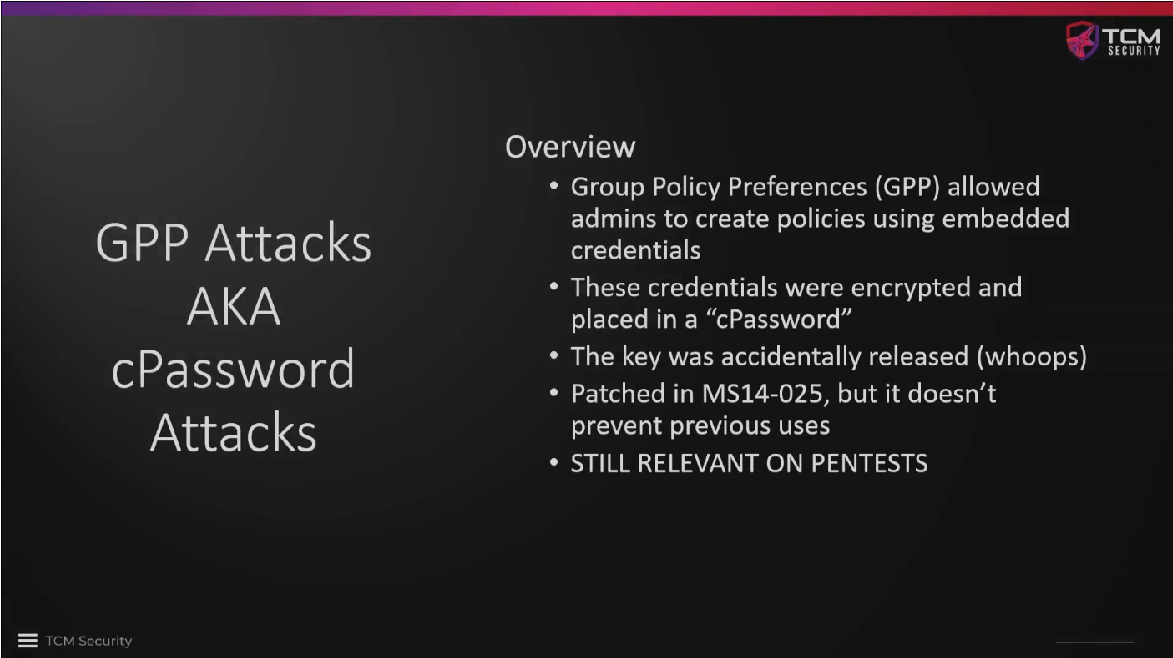 TCM
SECURITY
GPP Attacks
AKA
cPassword
Attacks
Overview
• Group Policy Preferences (GPP) allowed
admins to create policies using embedded
credentials
• These credentials were encrypted and
placed in a “cPassword”
• The key was accidentally released (whoops)
• Patched in MS14-025, but it doesn’t
prevent previous uses
• STILL RELEVANT ON PENTESTS
TCM Security